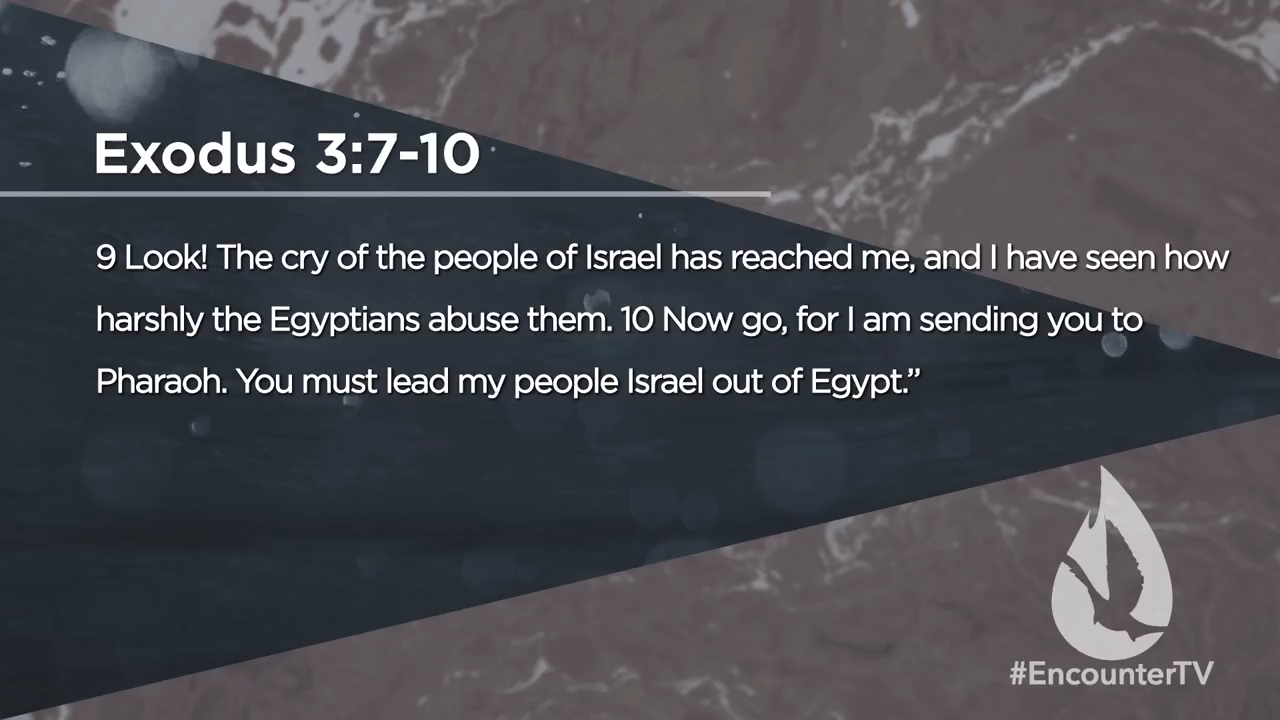 Exodus 3:7-10
9 Look! The cry of the people of Israel has reached me, and I have seen how
harshly the Egyptians abuse them. 10 Now go, for I am sending you to
Pharaoh. You must lead my people Israel out of Egypt.”
#EncounterTV